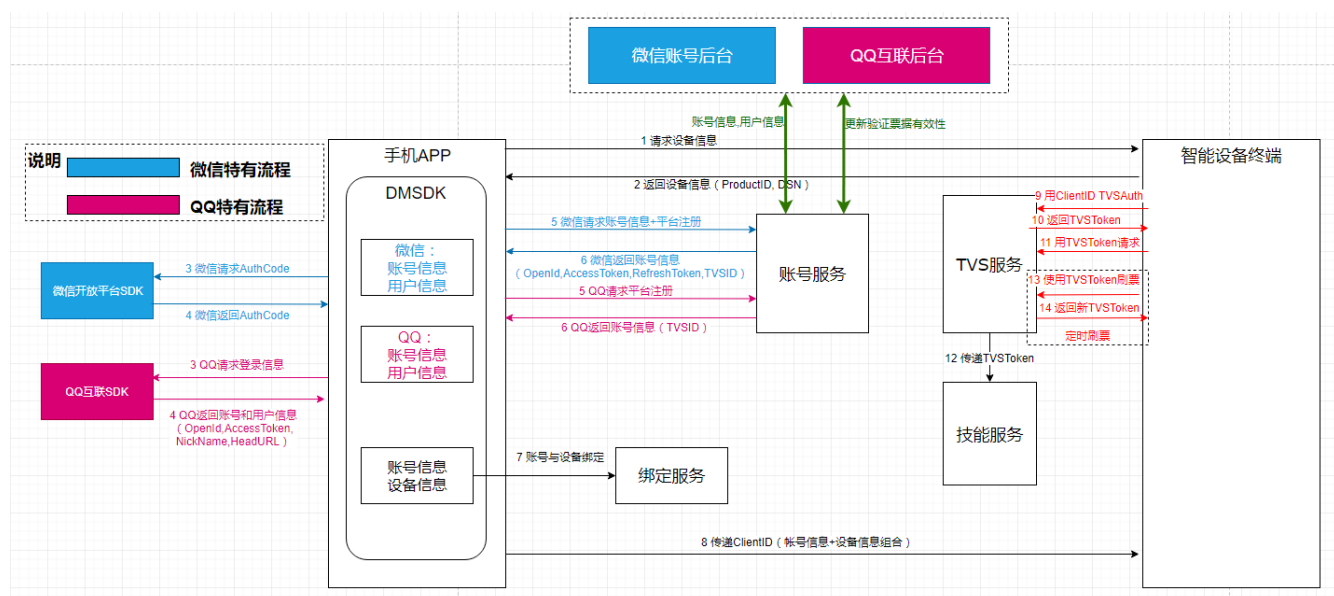 微信账号后台
QQ互联后台
账号信息,用户信息
更新验证票据有效性
说明
微信特有流程
QQ特有流程
手机APP
DMSDK
微信：
账号信息
用户信息
QQ：
账号信息
用户信息
账号信息
设备信息
微信开放平台SDK
QQ互联SDK
1 请求设备信息
2 返回设备信息（ProductID, DSN）
3 微信请求AuthCode
4 微信返回AuthCode
3 QQ请求登录信息
4 QQ返回账号和用户信息
（OpenId,AccessToken,
NickName,HeadURL）
5 微信请求账号信息+平台注册
6 微信返回账号信息
（OpenId,AccessToken,RefreshToken,TVSID）
5 QQ请求平台注册
6 QQ返回账号信息（TVSID）
账号服务
7 账号与设备绑定
绑定服务
8 传递ClientID（帐号信息+设备信息组合）
智能设备终端
TVS服务
9 用ClientID TVSAuth
10 返回TVSToken
11 用TVSToken请求
13 使用TVSToken刷票
14 返回新TVSToken
定时刷票
12 传递TVSToken
技能服务